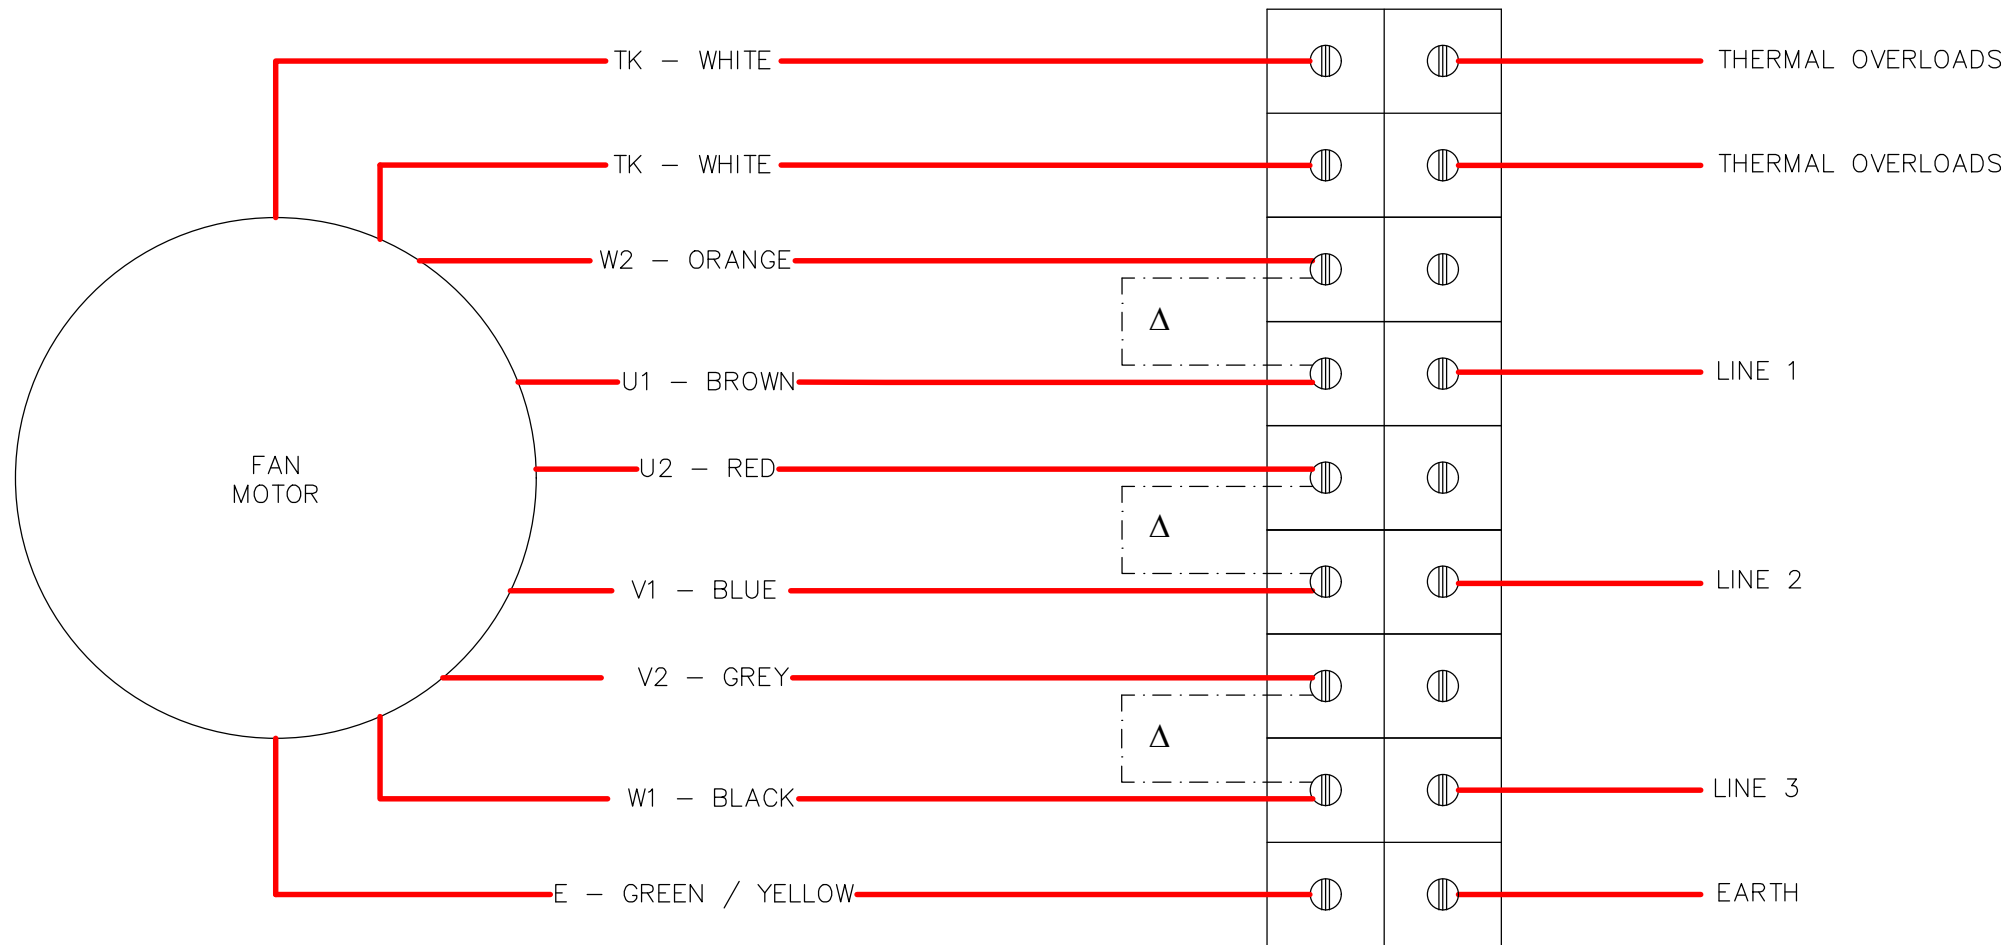 TK - WHITE
THERMAL OVERLOADS
TK - WHITE
THERMAL OVERLOADS
W2 - ORANGE
Δ
U1 - BROWN
LINE 1
FAN
MOTOR
U2 - RED
Δ
V1 - BLUE
LINE 2
V2 - GREY
Δ
W1 - BLACK
LINE 3
E - GREEN / YELLOW
EARTH